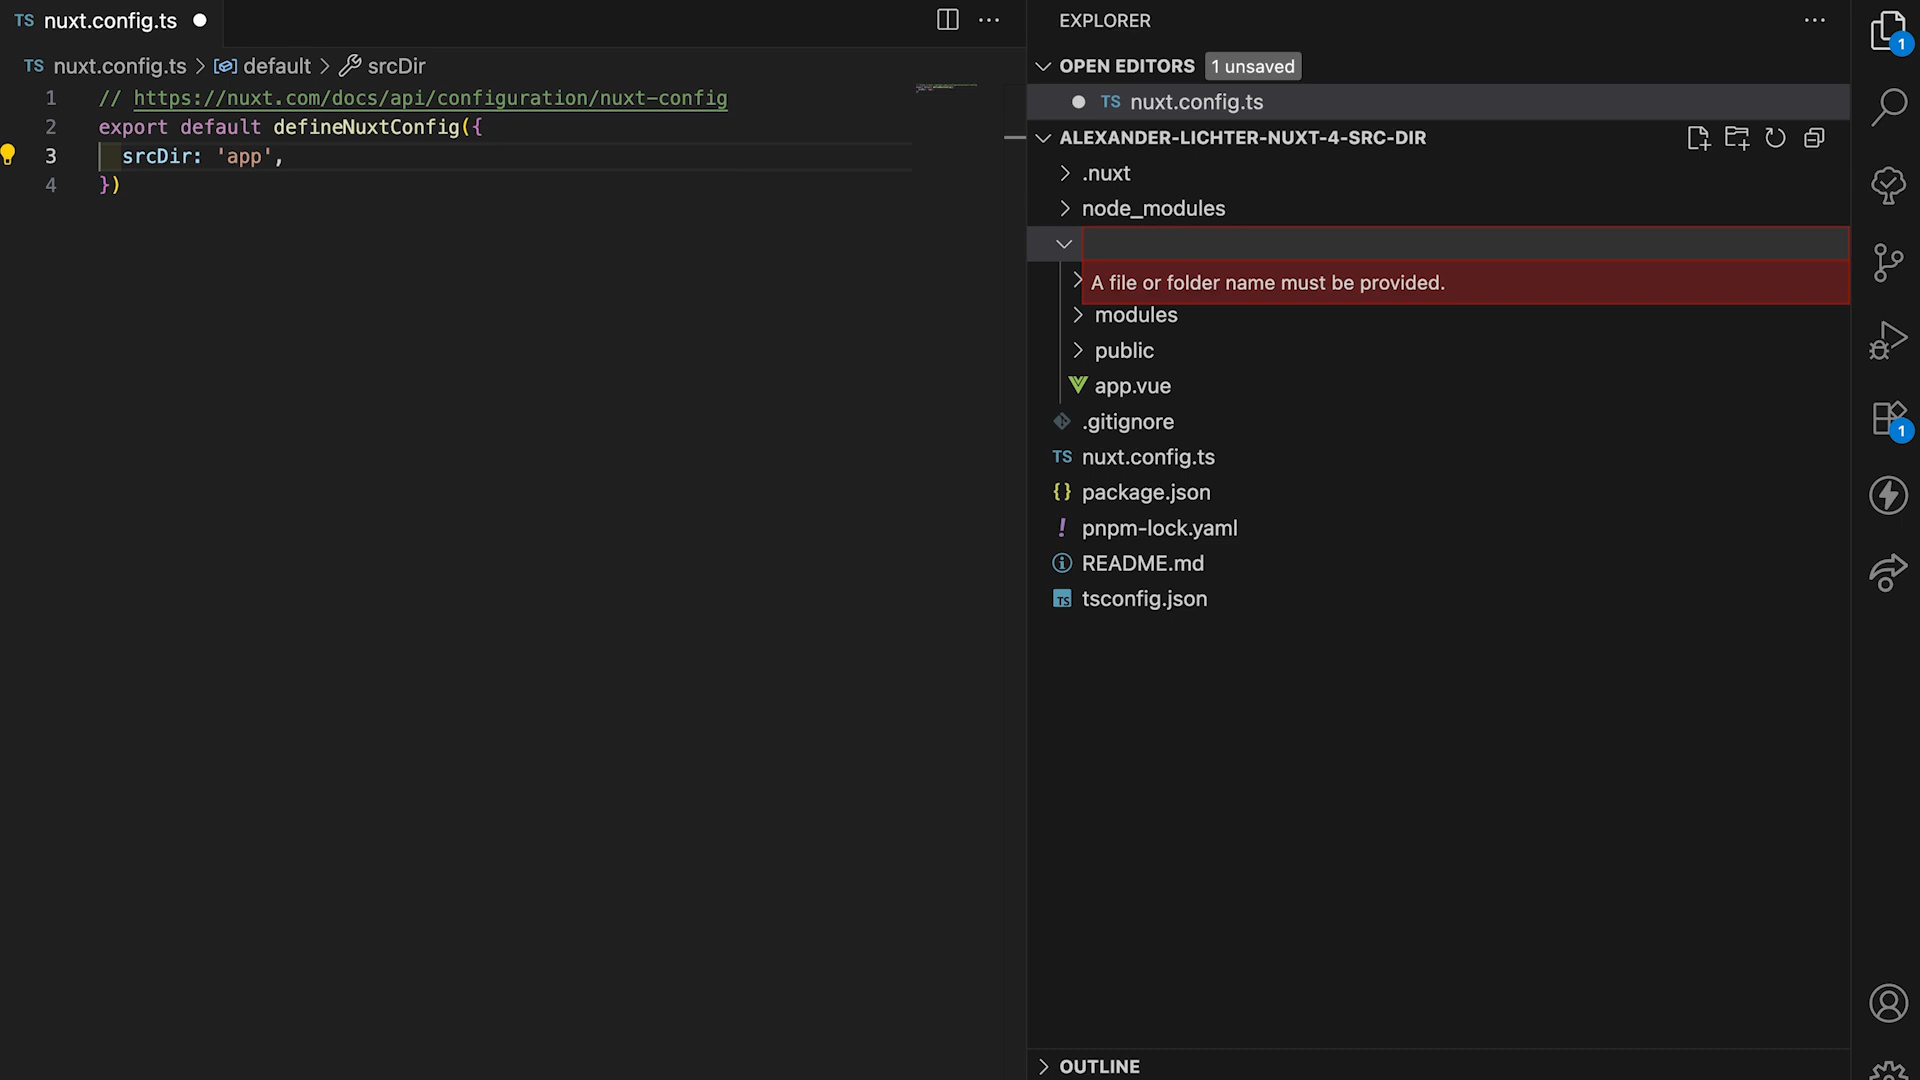 TS nuxt.config.ts
TS nuxt.config.ts > default > srcDir
1 // https://nuxt.com/docs/api/configuration/nuxt-config
2 export default defineNuxtConfig({
3 srcDir: 'app',
4 })
EXPLORER
OPEN EDITORS 1 unsaved
TS nuxt.config.ts
ALEXANDER-LICHTER-NUXT-4-SRC-DIR
.nuxt
node_modules
A file or folder name must be provided.
modules
public
app.vue
.gitignore
TS nuxt.config.ts
{} package.json
! pnpm-lock.yaml
README.md
TS tsconfig.json
OUTLINE
1
1